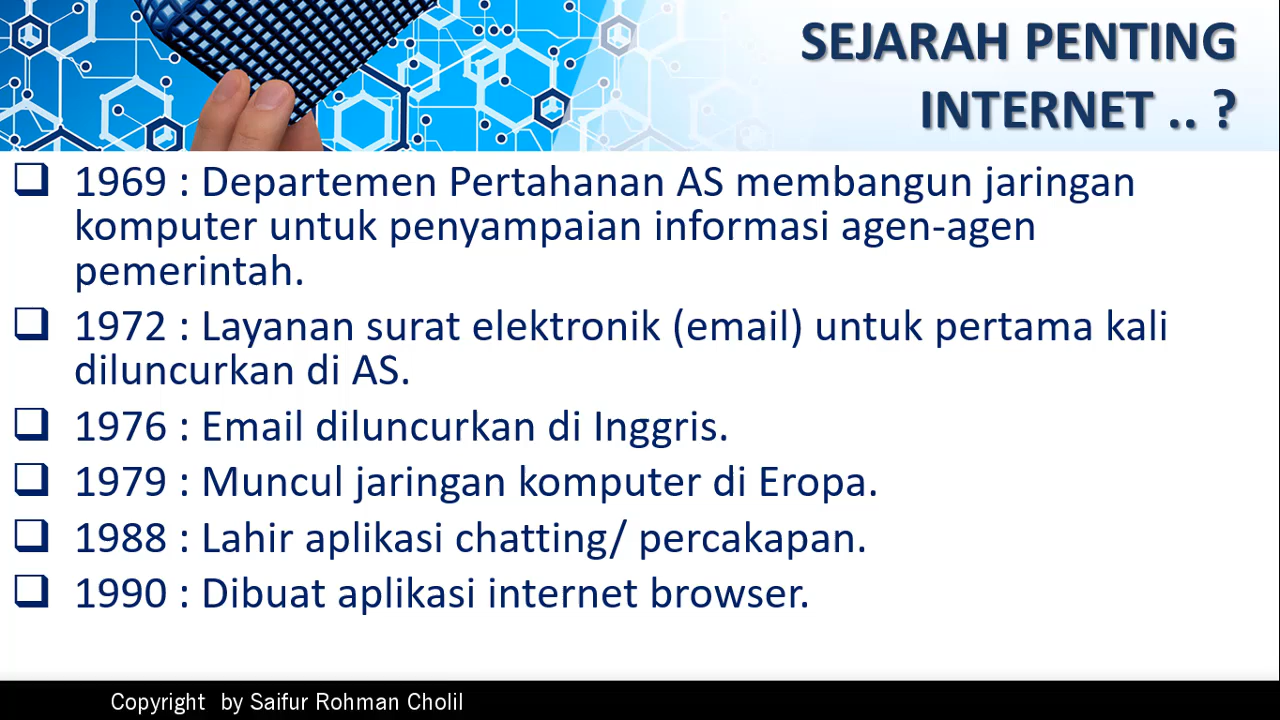 SEJARAH PENTING
INTERNET .. ?
❑ 1969 : Departemen Pertahanan AS membangun jaringan
komputer untuk penyampaian informasi agen-agen
pemerintah.
❑ 1972 : Layanan surat elektronik (email) untuk pertama kali
diluncurkan di AS.
❑ 1976 : Email diluncurkan di Inggris.
❑ 1979 : Muncul jaringan komputer di Eropa.
❑ 1988 : Lahir aplikasi chatting/ percakapan.
❑ 1990 : Dibuat aplikasi internet browser.
Copyright by Saifur Rohman Cholil